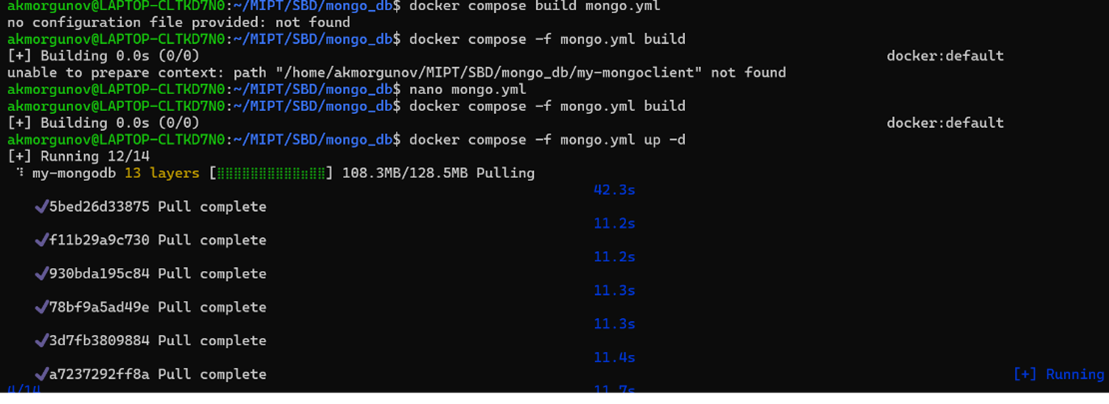 akmorgunov@LAPTOP-CLTKD7N0:~/MIPT/SBD/mongo_db$ docker compose build mongo.yml
no configuration file provided: not found
akmorgunov@LAPTOP-CLTKD7N0:~/MIPT/SBD/mongo_db$ docker compose -f mongo.yml build
[+] Building 0.0s (0/0) docker:default
unable to prepare context: path "/home/akmorgunov/MIPT/SBD/mongo_db/my-mongoclient" not found
akmorgunov@LAPTOP-CLTKD7N0:~/MIPT/SBD/mongo_db$ nano mongo.yml
akmorgunov@LAPTOP-CLTKD7N0:~/MIPT/SBD/mongo_db$ docker compose -f mongo.yml build
[+] Building 0.0s (0/0) docker:default
akmorgunov@LAPTOP-CLTKD7N0:~/MIPT/SBD/mongo_db$ docker compose -f mongo.yml up -d
[+] Running 12/14
⠹ my-mongodb 13 layers [⣿⣿⣿⣿⣿⣿⣿⣿⣿⣿⣶⣿⣿] 108.3MB/128.5MB Pulling
42.3s
✔5bed26d33875 Pull complete
11.2s
✔f11b29a9c730 Pull complete
11.2s
✔930bda195c84 Pull complete
11.3s
✔78bf9a5ad49e Pull complete
11.3s
✔3d7fb3809884 Pull complete
11.4s
✔a7237292ff8a Pull complete [+] Running
4/14 11.7s